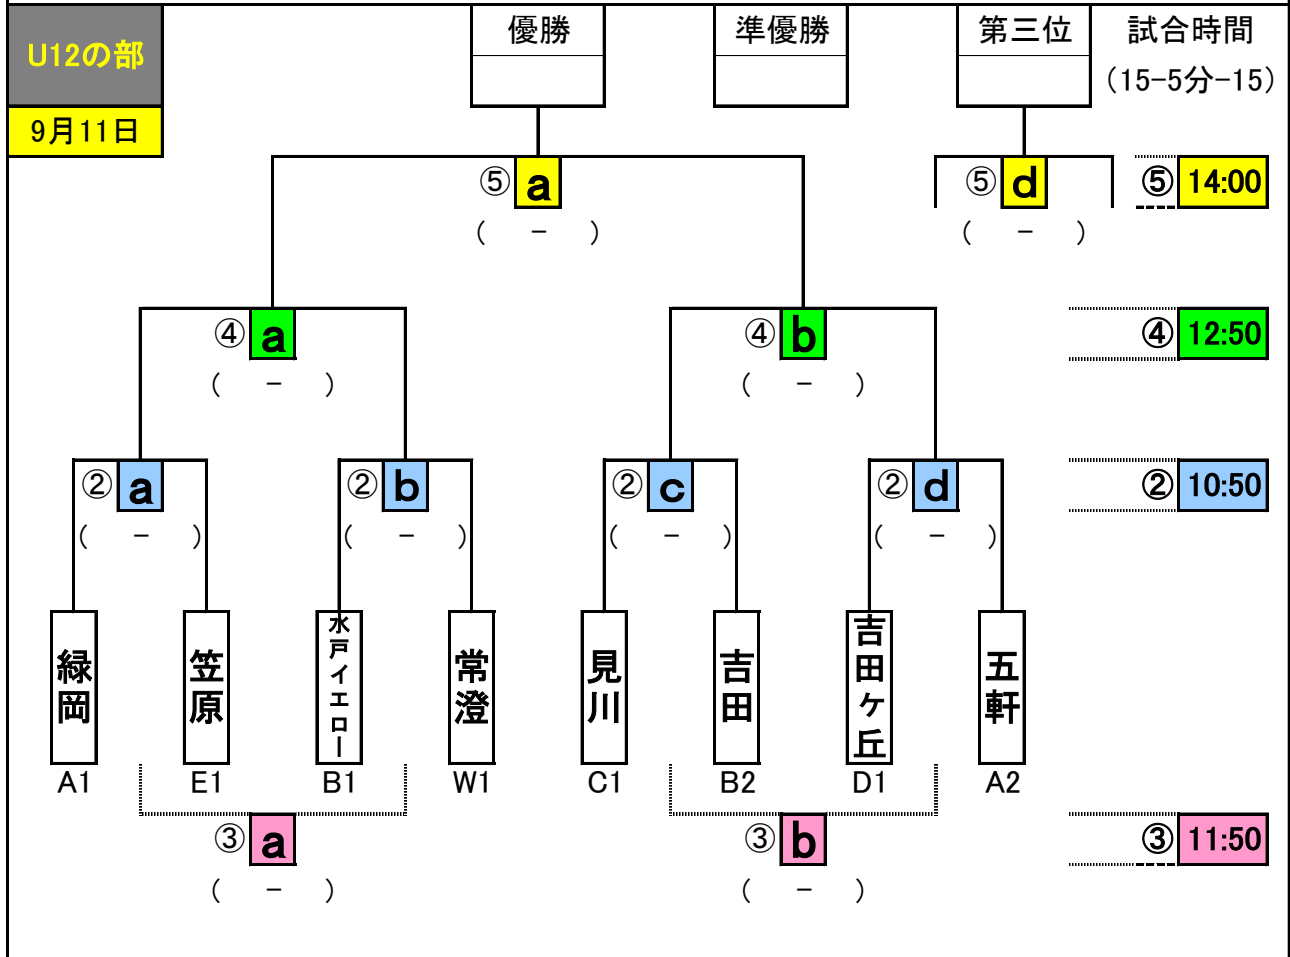 U12の部
9月11日
優勝
準優勝
第三位
試合時間
(15-5分-15)
⑤ a
( - )
⑤ d
( - )
⑤ 14:00
④ a
( - )
④ b
( - )
④ 12:50
② a
( - )
② b
( - )
② c
( - )
② d
( - )
② 10:50
緑岡
笠原
水戸イエロー
常澄
見川
吉田
吉田ヶ丘
五軒
A1
E1
B1
W1
C1
B2
D1
A2
③ a
( - )
③ b
( - )
③ 11:50